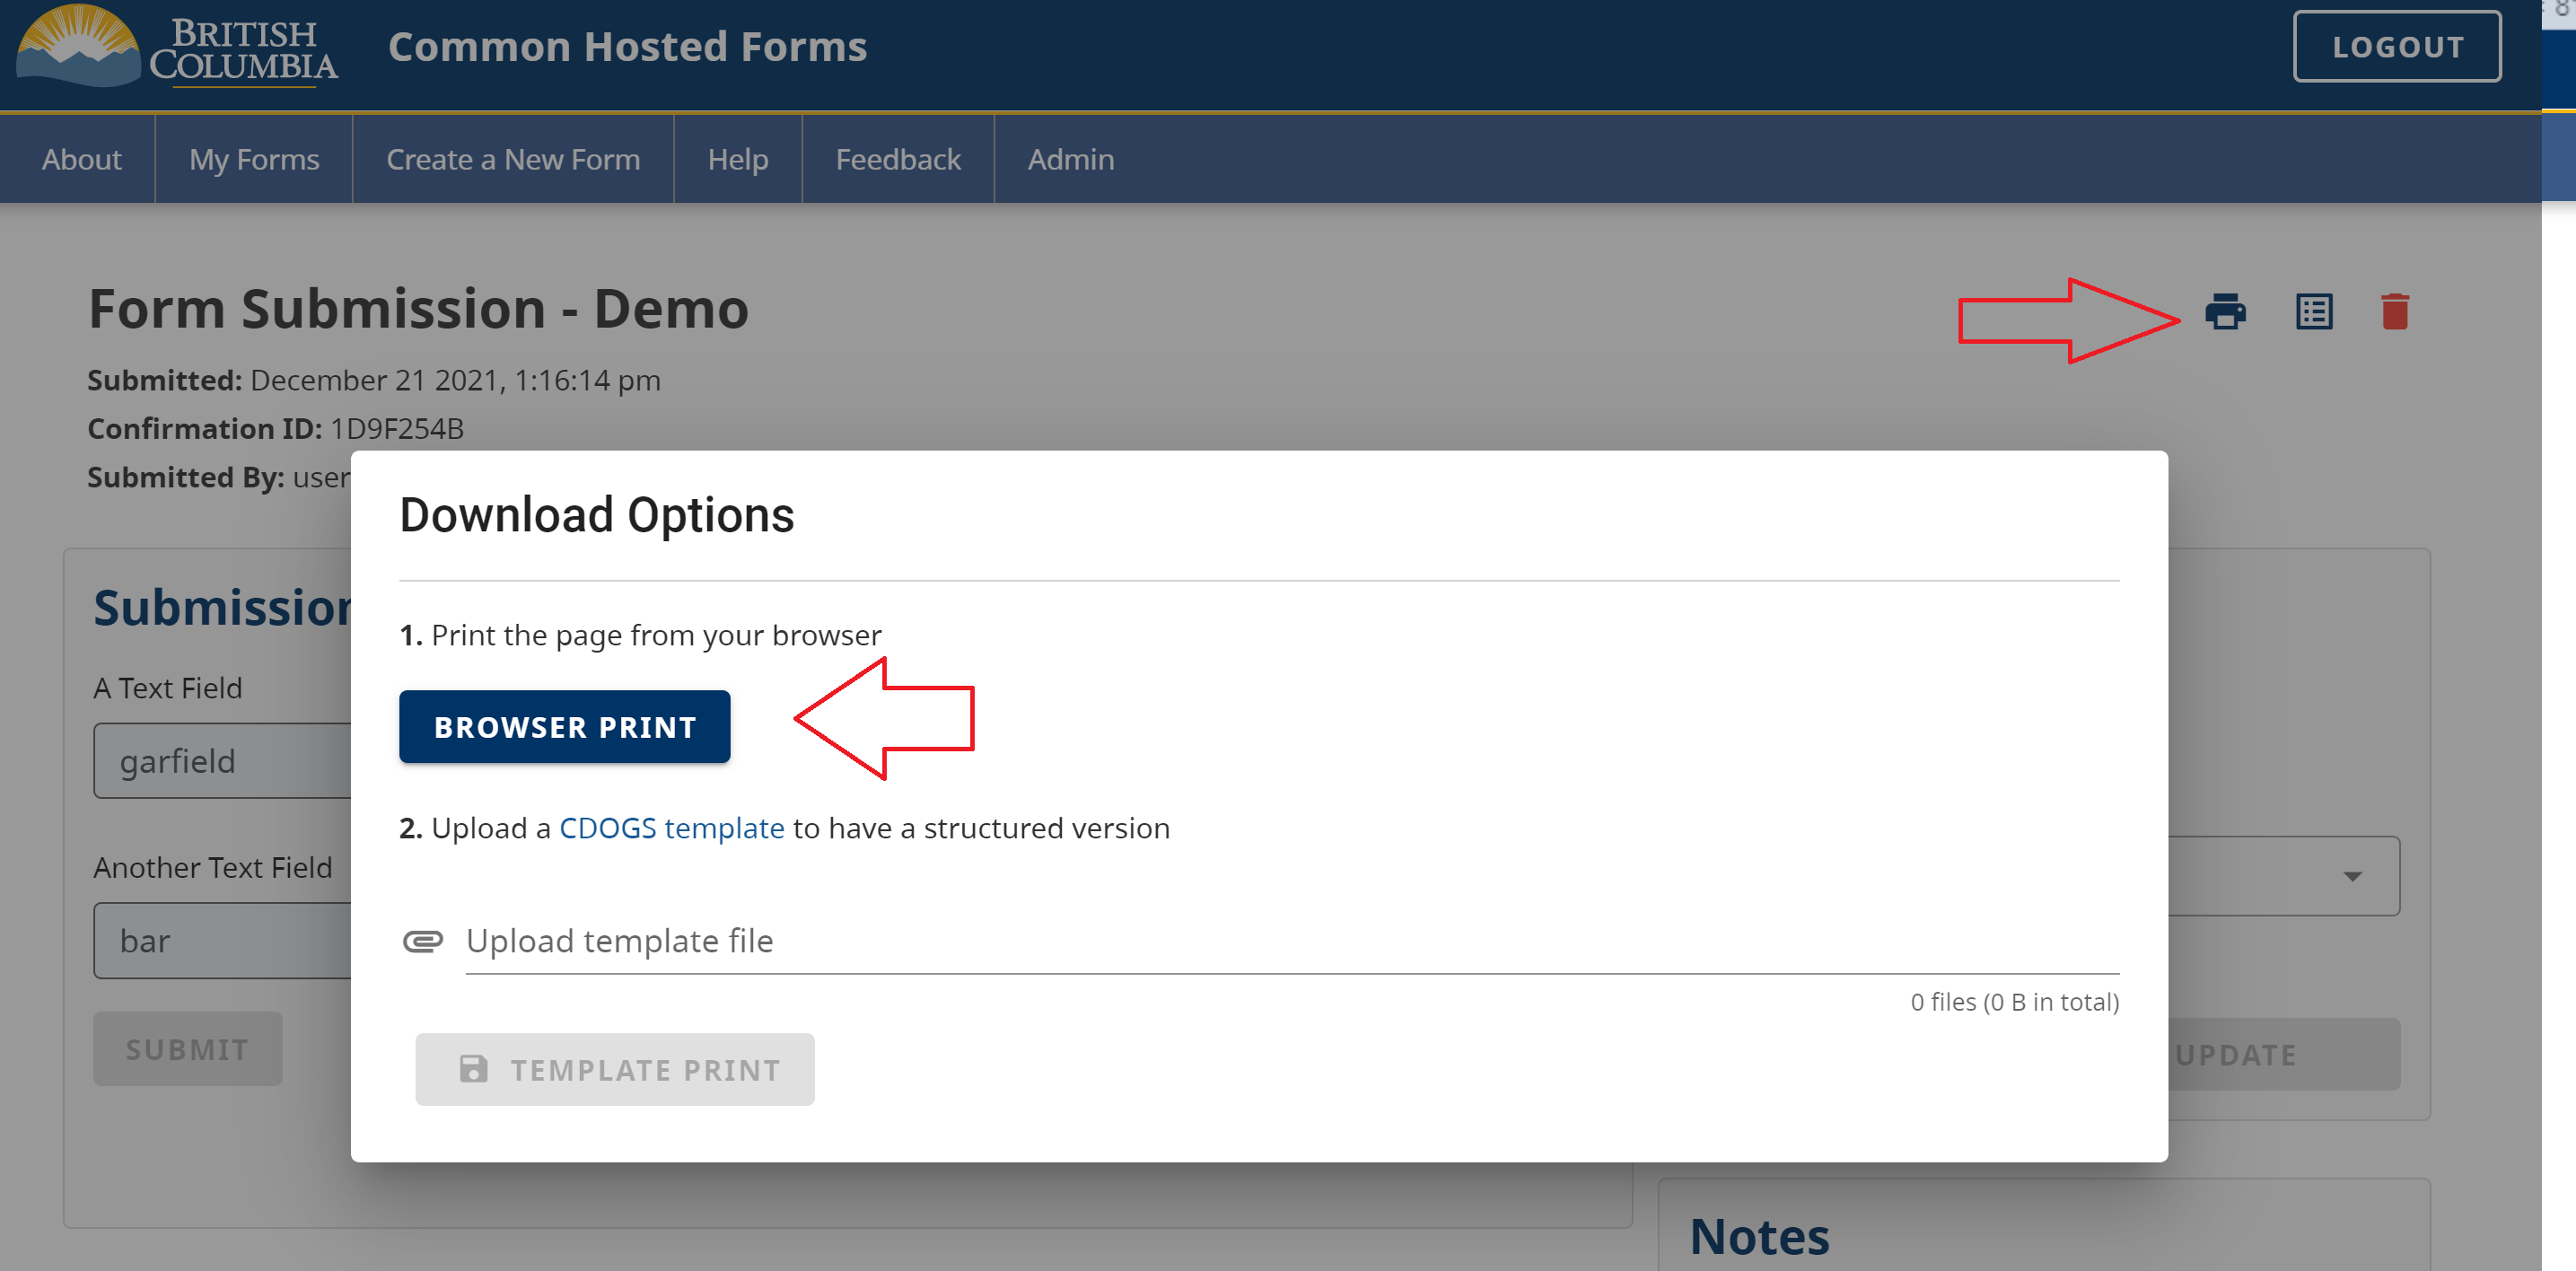 BRITISH
COLUMBIA
Common Hosted Forms
LOGOUT
About
My Forms
Create a New Form
Help
Feedback
Admin
Form Submission - Demo
Submitted: December 21 2021, 1:16:14 pm
Confirmation ID: 1D9F254B
Submitted By: user
Download Options
Submission
1. Print the page from your browser
A Text Field
BROWSER PRINT
garfield
2. Upload a CDOGS template to have a structured version
Another Text Field
bar
Upload template file
0 files (0 B in total)
SUBMIT
TEMPLATE PRINT
UPDATE
Notes